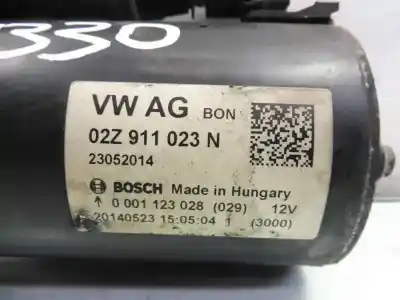 330
VW AG BON
02Z 911 023 N
23052014
BOSCH Made in Hungary
↑ 0 001 123 028 (029) 12V
20140523 15:05:04 1 (3000)